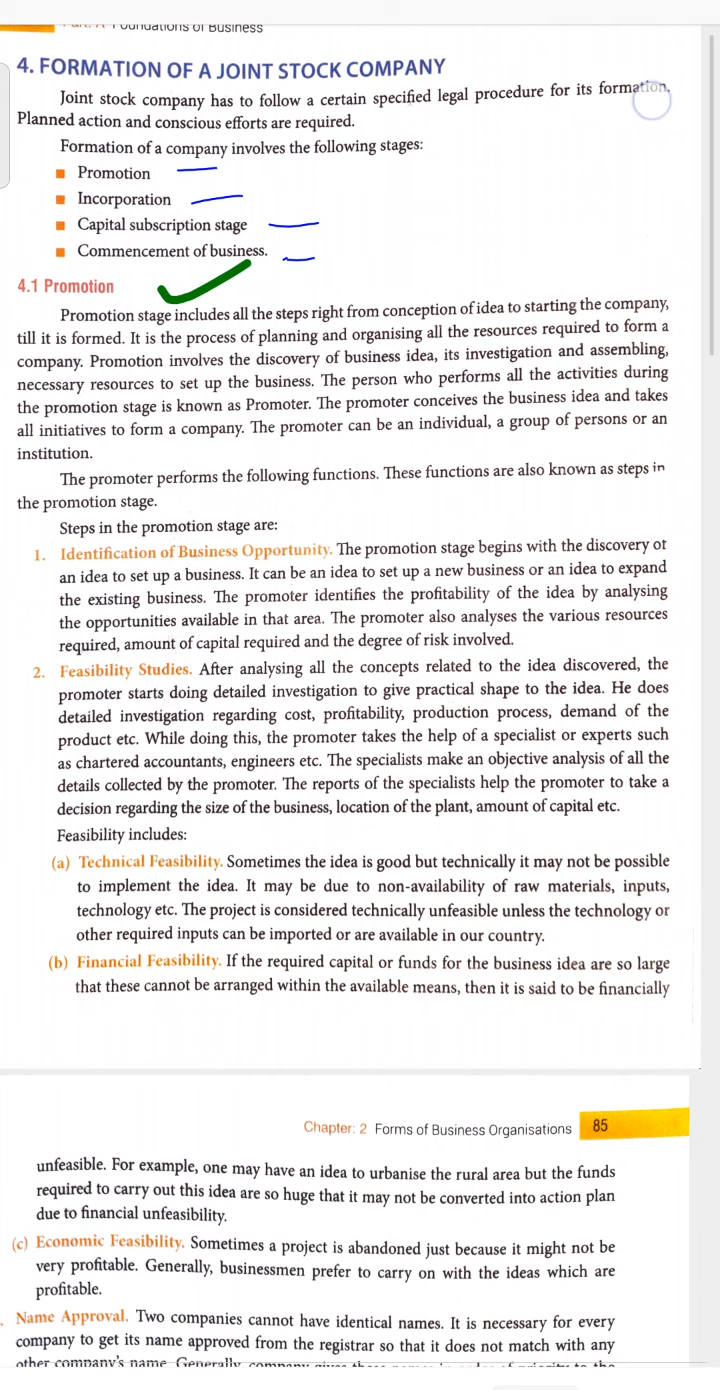 Foundations of Business
4. FORMATION OF A JOINT STOCK COMPANY
Joint stock company has to follow a certain specified legal procedure for its formation.
Planned action and conscious efforts are required.
Formation of a company involves the following stages:
■ Promotion
■ Incorporation
■ Capital subscription stage
■ Commencement of business.
4.1 Promotion
Promotion stage includes all the steps right from conception of idea to starting the company,
till it is formed. It is the process of planning and organising all the resources required to form a
company. Promotion involves the discovery of business idea, its investigation and assembling,
necessary resources to set up the business. The person who performs all the activities during
the promotion stage is known as Promoter. The promoter conceives the business idea and takes
all initiatives to form a company. The promoter can be an individual, a group of persons or an
institution.
The promoter performs the following functions. These functions are also known as steps in
the promotion stage.
Steps in the promotion stage are:
1. Identification of Business Opportunity. The promotion stage begins with the discovery of
an idea to set up a business. It can be an idea to set up a new business or an idea to expand
the existing business. The promoter identifies the profitability of the idea by analysing
the opportunities available in that area. The promoter also analyses the various resources
required, amount of capital required and the degree of risk involved.
2. Feasibility Studies. After analysing all the concepts related to the idea discovered, the
promoter starts doing detailed investigation to give practical shape to the idea. He does
detailed investigation regarding cost, profitability, production process, demand of the
product etc. While doing this, the promoter takes the help of a specialist or experts such
as chartered accountants, engineers etc. The specialists make an objective analysis of all the
details collected by the promoter. The reports of the specialists help the promoter to take a
decision regarding the size of the business, location of the plant, amount of capital etc.
Feasibility includes:
(a) Technical Feasibility. Sometimes the idea is good but technically it may not be possible
to implement the idea. It may be due to non-availability of raw materials, inputs,
technology etc. The project is considered technically unfeasible unless the technology or
other required inputs can be imported or are available in our country.
(b) Financial Feasibility. If the required capital or funds for the business idea are so large
that these cannot be arranged within the available means, then it is said to be financially
Chapter: 2 Forms of Business Organisations 85
unfeasible. For example, one may have an idea to urbanise the rural area but the funds
required to carry out this idea are so huge that it may not be converted into action plan
due to financial unfeasibility.
(c) Economic Feasibility. Sometimes a project is abandoned just because it might not be
very profitable. Generally, businessmen prefer to carry on with the ideas which are
profitable.
Name Approval. Two companies cannot have identical names. It is necessary for every
company to get its name approved from the registrar so that it does not match with any
other company's name Generally company gives three names in order of priority to the